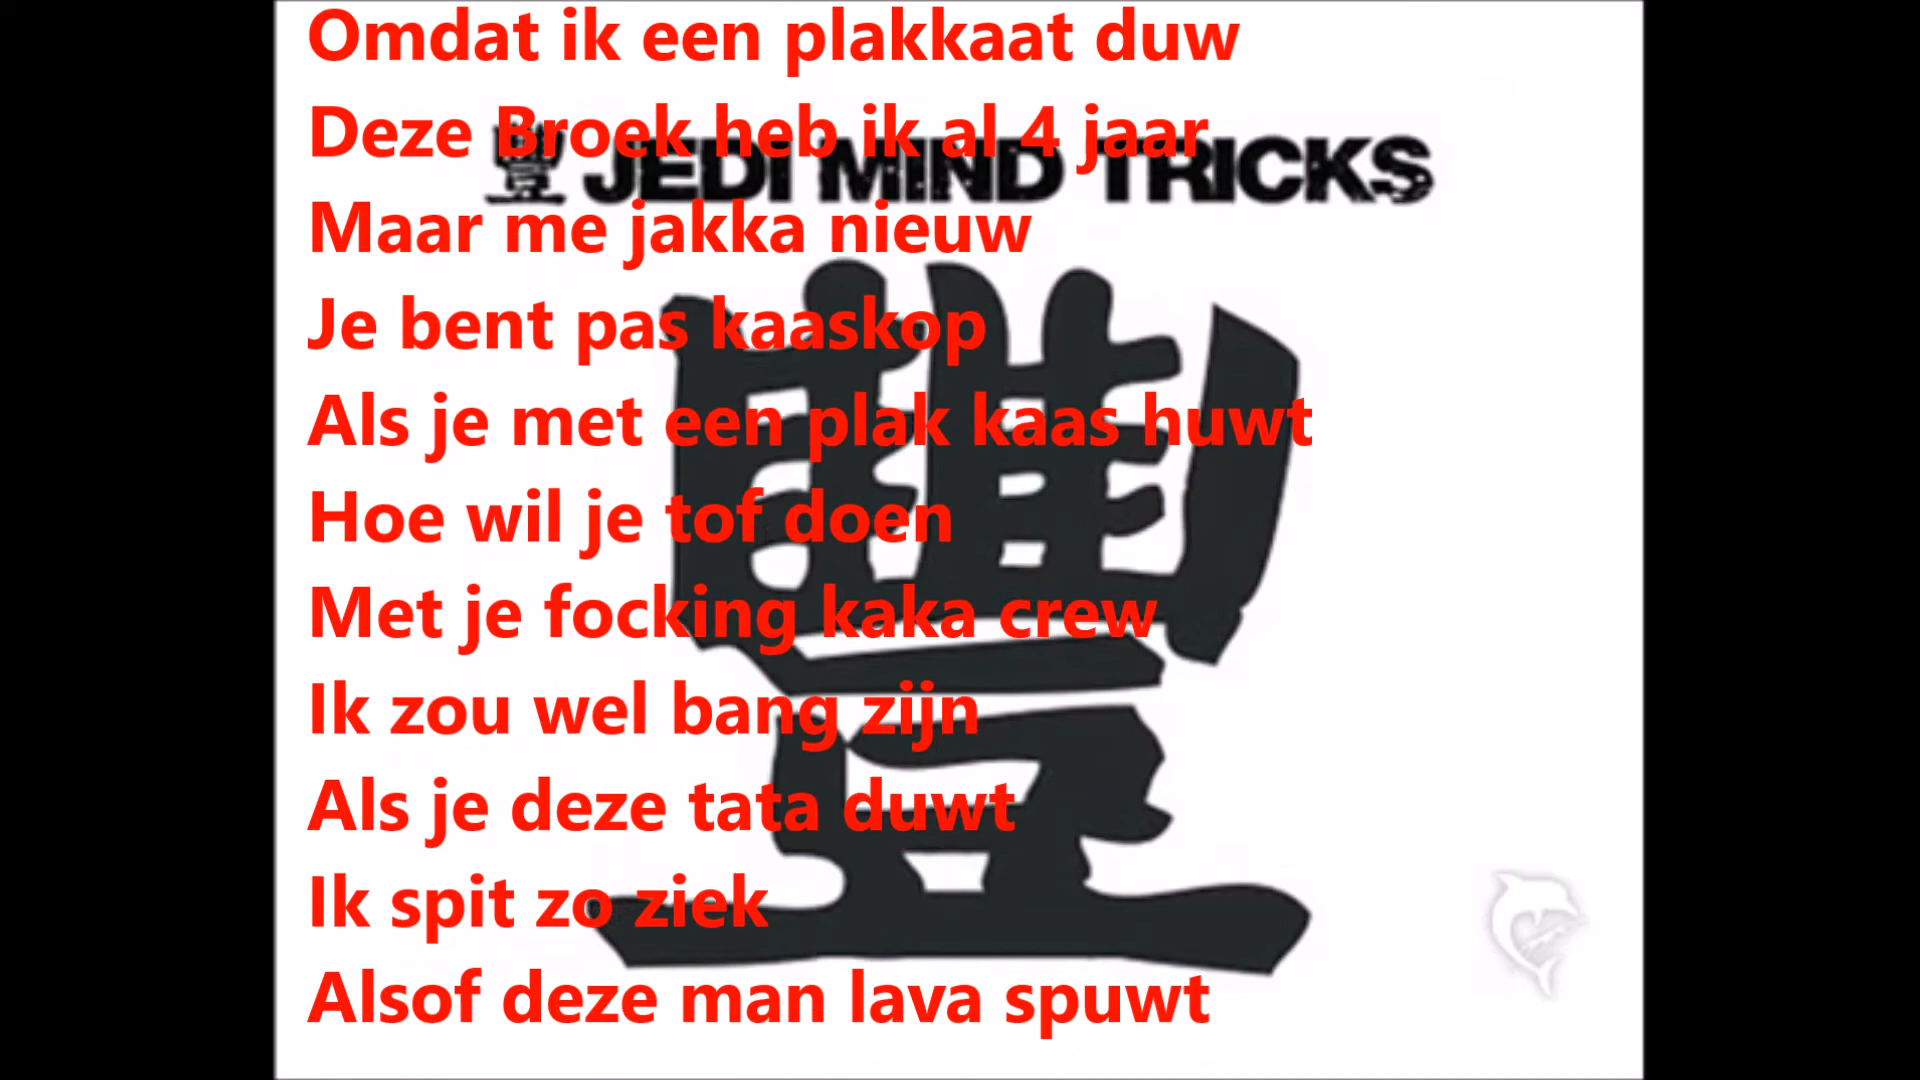 Omdat ik een plakkaat duw
Deze Broek heb ik al 4 jaar
豊 JEDI MIND TRICKS
Maar me jakka nieuw
Je bent pas kaaskop
Als je met een plak kaas huwt
Hoe wil je tof doen
Met je focking kaka crew
Ik zou wel bang zijn
Als je deze tata duwt
Ik spit zo ziek
Alsof deze man lava spuwt